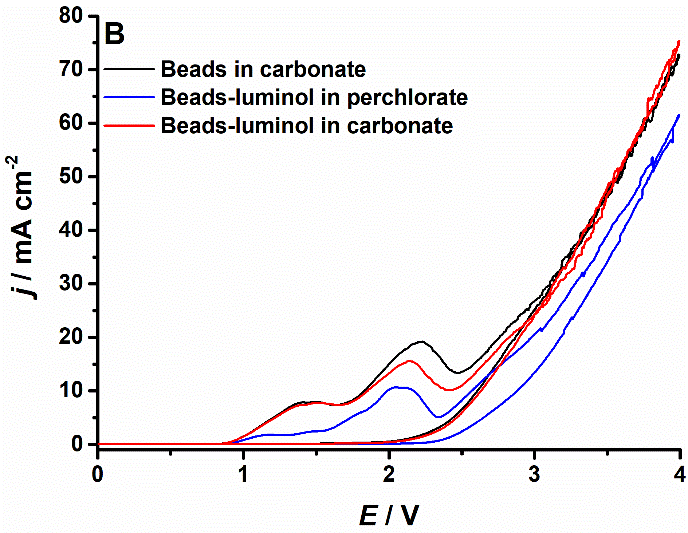 B
Beads in carbonate
Beads-luminol in perchlorate
Beads-luminol in carbonate
j / mA cm⁻²
80
70
60
50
40
30
20
10
0
0 1 2 3 4
E / V